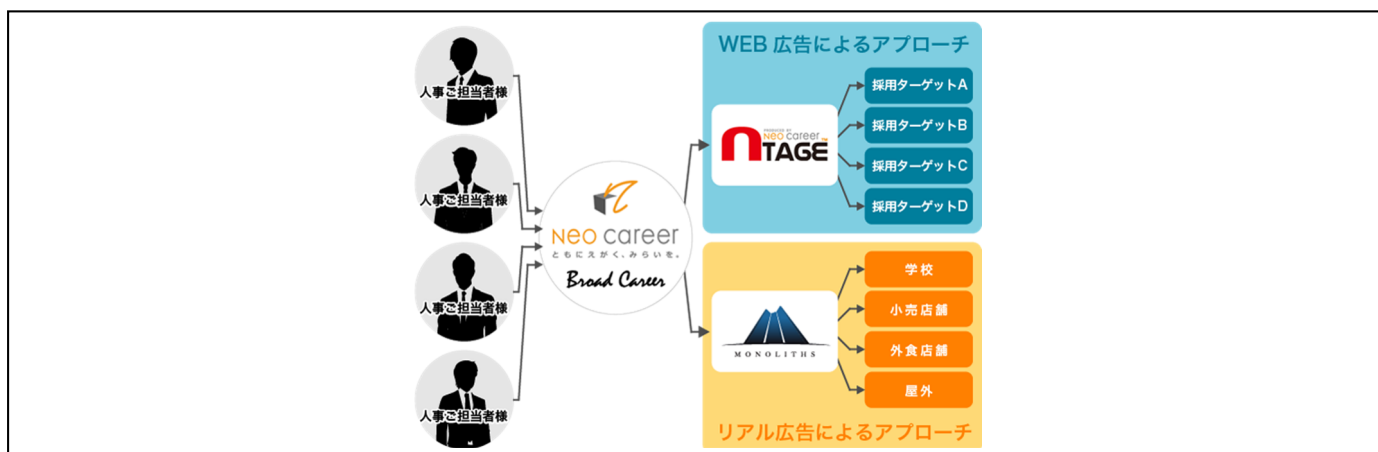 人事ご担当者様
人事ご担当者様
人事ご担当者様
人事ご担当者様
Neo career
ともにえがく、みらいを。
Broad Career
WEB 広告によるアプローチ
PRODUCED BY
Neo career
nTAGE
採用ターゲットA
採用ターゲットB
採用ターゲットC
採用ターゲットD
MONOLITHS
学校
小売店舗
外食店舗
屋外
リアル広告によるアプローチ